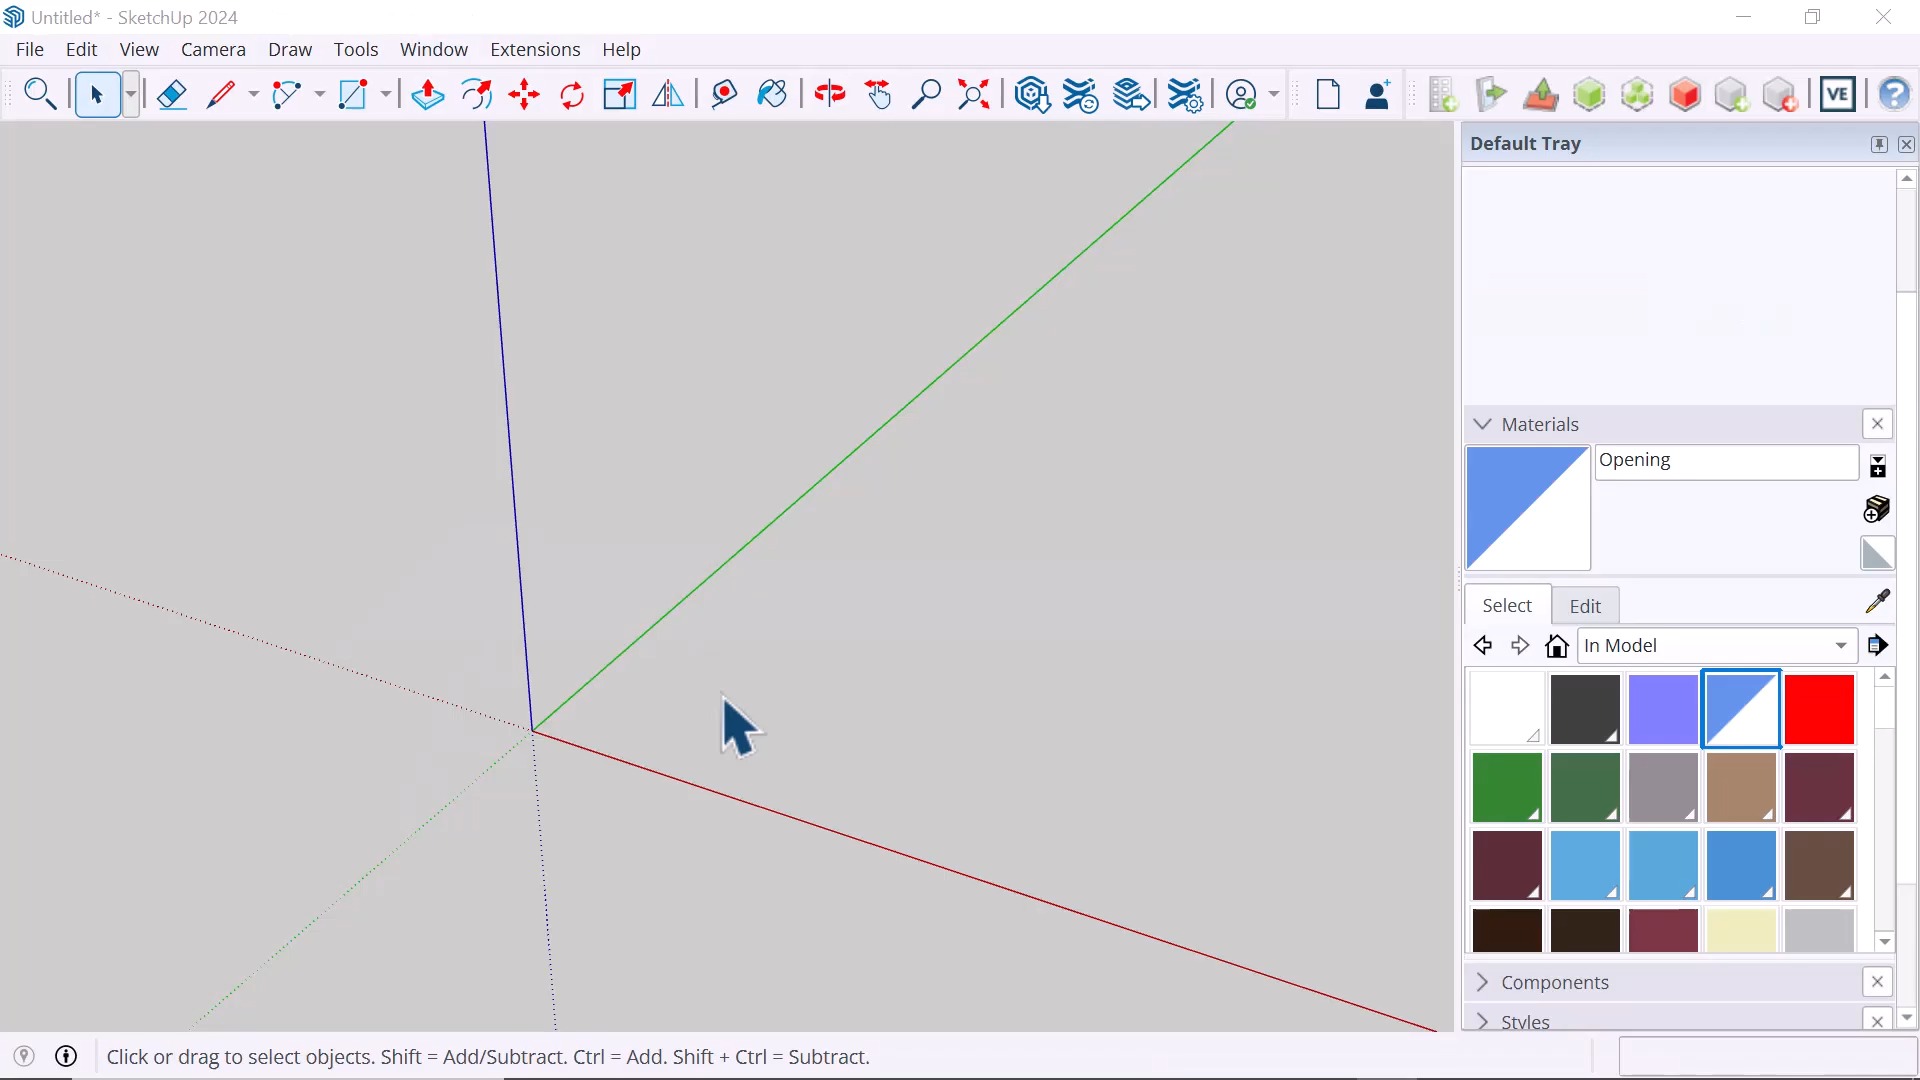 Untitled* - SketchUp 2024
File Edit View Camera Draw Tools Window Extensions Help
VE ?
Default Tray
Materials
Opening
Select Edit
In Model
Components
Styles
Click or drag to select objects. Shift = Add/Subtract. Ctrl = Add. Shift + Ctrl = Subtract.